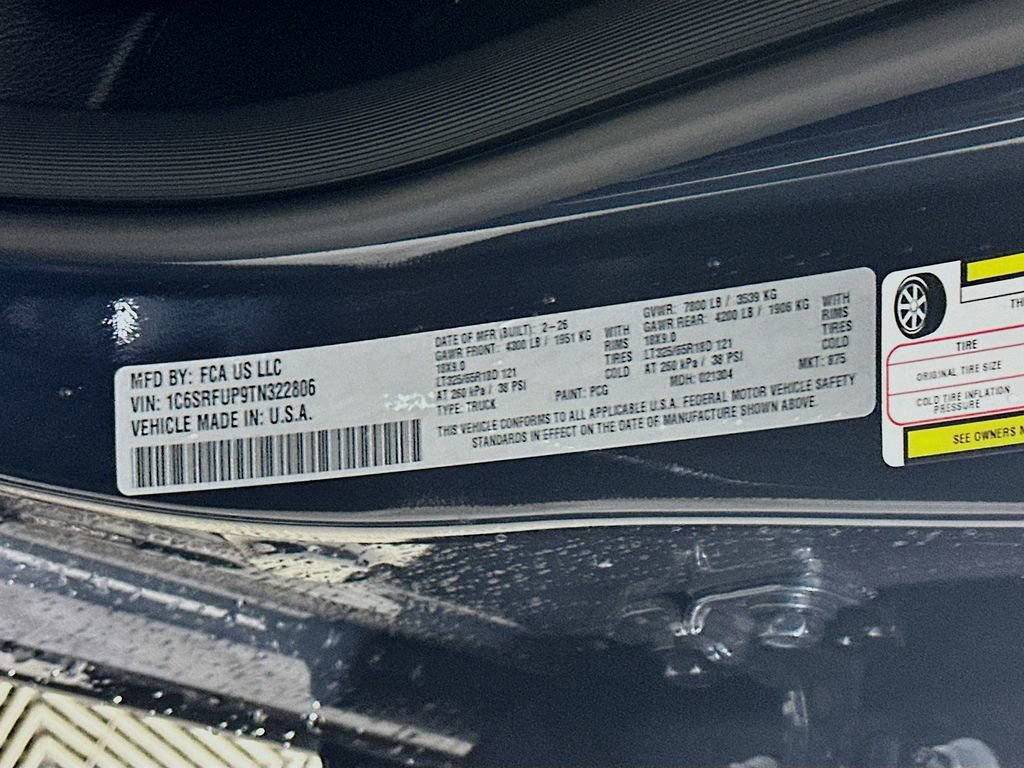 MFD BY: FCA US LLC
VIN: 1C6SRFUP9TN322806
VEHICLE MADE IN: U.S.A.
DATE OF MFR (BUILT): 2-26
GAWR FRONT: 4300 LB / 1951 KG WITH
18X9.0 RIMS
LT325/65R18D 121 TIRES
AT 260 kPa / 38 PSI COLD
TYPE: TRUCK
PAINT: PCG
GVWR: 7800 LB / 3539 KG
GAWR REAR: 4200 LB / 1906 KG WITH
18X9.0 RIMS
LT325/65R18D 121 TIRES
AT 260 kPa / 38 PSI COLD
MDH: 021304
MKT: 875
THIS VEHICLE CONFORMS TO ALL APPLICABLE U.S.A. FEDERAL MOTOR VEHICLE SAFETY
STANDARDS IN EFFECT ON THE DATE OF MANUFACTURE SHOWN ABOVE.
TIRE
ORIGINAL TIRE SIZE
COLD TIRE INFLATION
PRESSURE
SEE OWNERS